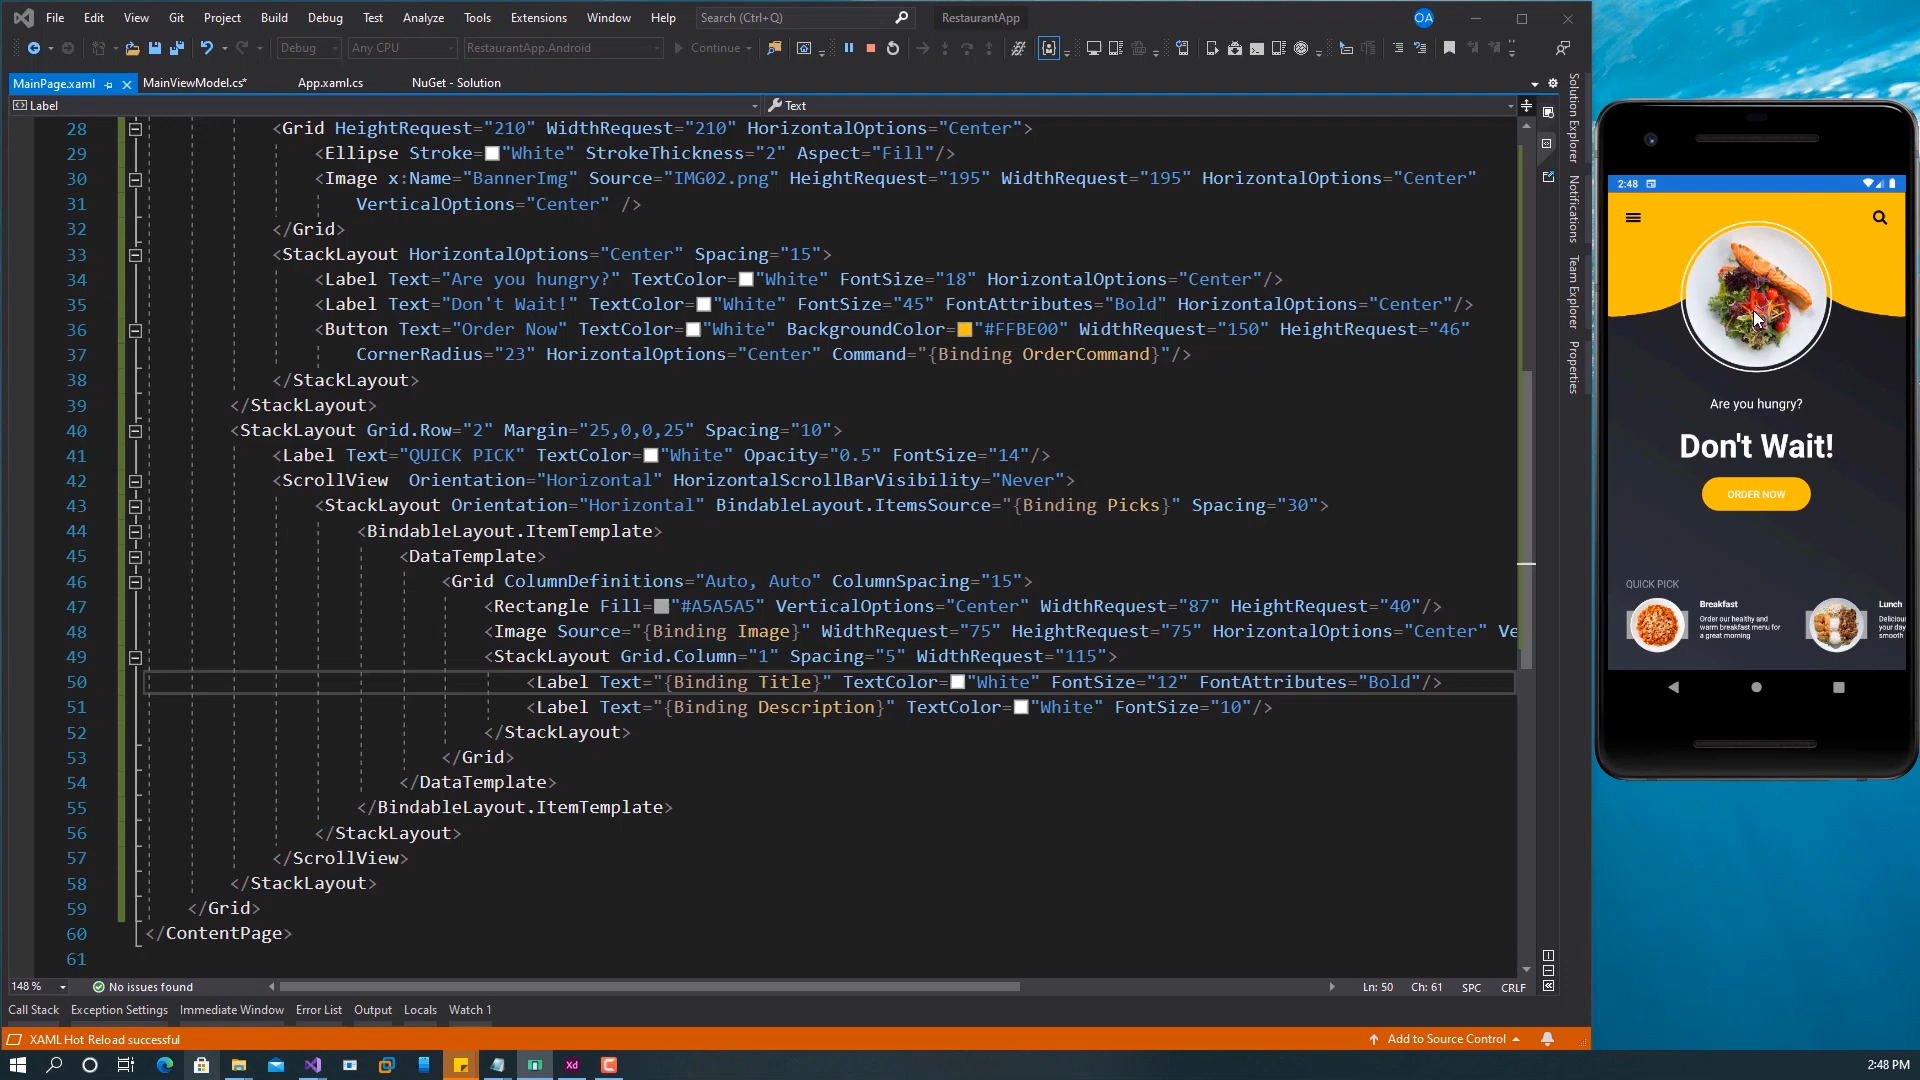 File Edit View Git Project Build Debug Test Analyze Tools Extensions Window Help Search (Ctrl+Q) RestaurantApp OA
Debug Any CPU RestaurantApp.Android Continue
MainPage.xaml MainViewModel.cs* App.xaml.cs NuGet - Solution
Label Text
28 <Grid HeightRequest="210" WidthRequest="210" HorizontalOptions="Center">
29 <Ellipse Stroke="White" StrokeThickness="2" Aspect="Fill"/>
30 <Image x:Name="BannerImg" Source="IMG02.png" HeightRequest="195" WidthRequest="195" HorizontalOptions="Center"
31 VerticalOptions="Center" />
32 </Grid>
33 <StackLayout HorizontalOptions="Center" Spacing="15">
34 <Label Text="Are you hungry?" TextColor="White" FontSize="18" HorizontalOptions="Center"/>
35 <Label Text="Don't Wait!" TextColor="White" FontSize="45" FontAttributes="Bold" HorizontalOptions="Center"/>
36 <Button Text="Order Now" TextColor="White" BackgroundColor="#FFBE00" WidthRequest="150" HeightRequest="46"
37 CornerRadius="23" HorizontalOptions="Center" Command="{Binding OrderCommand}"/>
38 </StackLayout>
39 </StackLayout>
40 <StackLayout Grid.Row="2" Margin="25,0,0,25" Spacing="10">
41 <Label Text="QUICK PICK" TextColor="White" Opacity="0.5" FontSize="14"/>
42 <ScrollView Orientation="Horizontal" HorizontalScrollBarVisibility="Never">
43 <StackLayout Orientation="Horizontal" BindableLayout.ItemsSource="{Binding Picks}" Spacing="30">
44 <BindableLayout.ItemTemplate>
45 <DataTemplate>
46 <Grid ColumnDefinitions="Auto, Auto" ColumnSpacing="15">
47 <Rectangle Fill="#A5A5A5" VerticalOptions="Center" WidthRequest="87" HeightRequest="40"/>
48 <Image Source="{Binding Image}" WidthRequest="75" HeightRequest="75" HorizontalOptions="Center" Ve
49 <StackLayout Grid.Column="1" Spacing="5" WidthRequest="115">
50 <Label Text="{Binding Title}" TextColor="White" FontSize="12" FontAttributes="Bold"/>
51 <Label Text="{Binding Description}" TextColor="White" FontSize="10"/>
52 </StackLayout>
53 </Grid>
54 </DataTemplate>
55 </BindableLayout.ItemTemplate>
56 </StackLayout>
57 </ScrollView>
58 </StackLayout>
59 </Grid>
60 </ContentPage>
61
148 % No issues found Ln: 50 Ch: 61 SPC CRLF
Call Stack Exception Settings Immediate Window Error List Output Locals Watch 1
XAML Hot Reload successful Add to Source Control
Xd
2:48 PM
Solution Explorer
Notifications
Team Explorer
Properties
2:48
Are you hungry?
Don't Wait!
ORDER NOW
QUICK PICK
Breakfast
Order our healthy and
warm breakfast menu for
a great morning
Lunch
Deliciou
your day
smooth